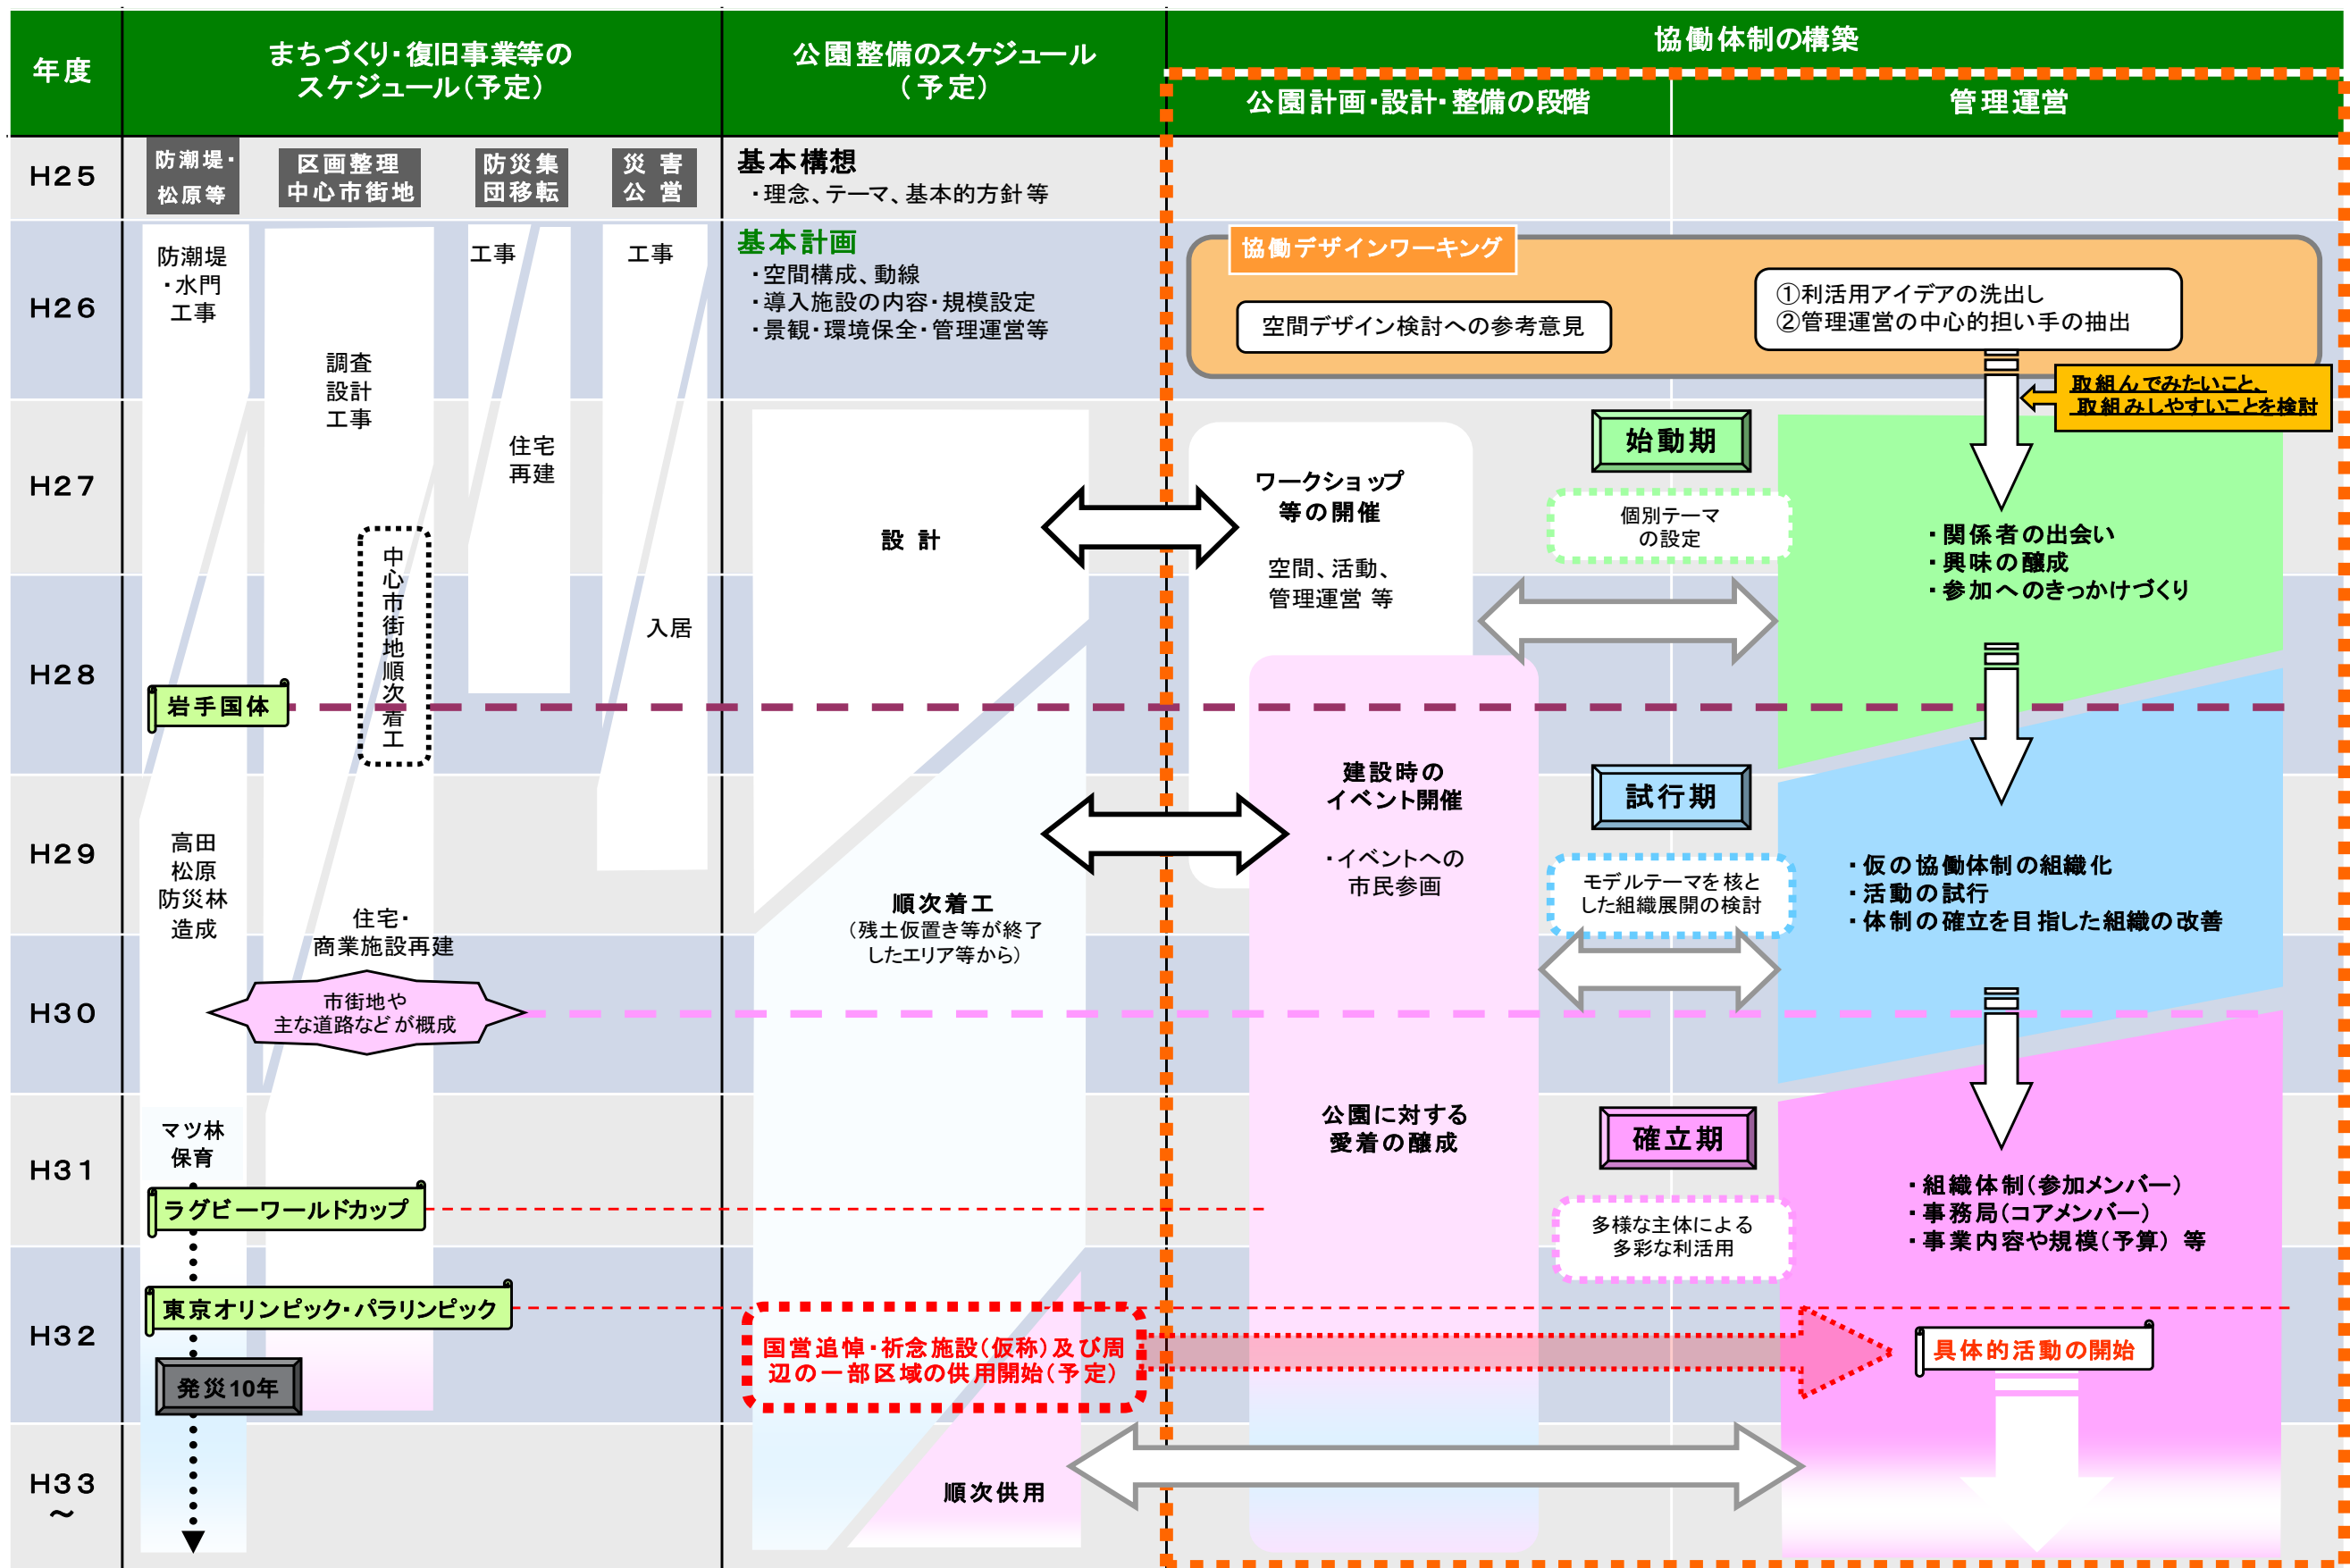 年度
まちづくり・復旧事業等の
スケジュール（予定）
公園整備のスケジュール
（予定）
協働体制の構築
公園計画・設計・整備の段階
管理運営
H25
防潮堤・
松原等
区画整理
中心市街地
防災集
団移転
災 害
公 営
基本構想
・理念、テーマ、基本的方針等
H26
防潮堤
・水門
工事
調査
設計
工事
工事
工事
基本計画
・空間構成、動線
・導入施設の内容・規模設定
・景観・環境保全・管理運営等
協働デザインワーキング
空間デザイン検討への参考意見
①利活用アイデアの洗出し
②管理運営の中心的担い手の抽出
取組んでみたいこと、
取組みしやすいことを検討
H27
住宅
再建
設 計
ワークショップ
等の開催
空間、活動、
管理運営 等
始動期
個別テーマ
の設定
・関係者の出会い
・興味の醸成
・参加へのきっかけづくり
中心市街地順次着工
入居
H28
岩手国体
H29
高田
松原
防災林
造成
住宅・
商業施設再建
順次着工
（残土仮置き等が終了
したエリア等から）
建設時の
イベント開催
・イベントへの
市民参画
試行期
モデルテーマを核と
した組織展開の検討
・仮の協働体制の組織化
・活動の試行
・体制の確立を目指した組織の改善
H30
市街地や
主な道路などが概成
H31
マツ林
保育
ラグビーワールドカップ
公園に対する
愛着の醸成
確立期
多様な主体による
多彩な利活用
・組織体制（参加メンバー）
・事務局（コアメンバー）
・事業内容や規模（予算） 等
H32
東京オリンピック・パラリンピック
発災10年
国営追悼・祈念施設（仮称）及び周
辺の一部区域の供用開始（予定）
具体的活動の開始
H33
～
順次供用